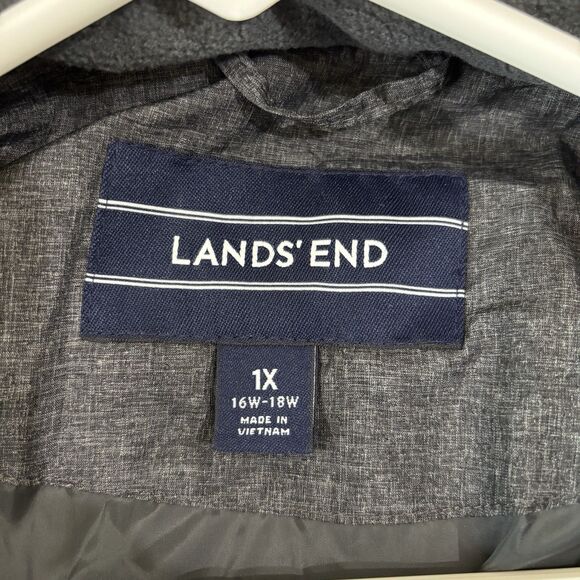 LANDS' END
1X
16W-18W
MADE IN
VIETNAM